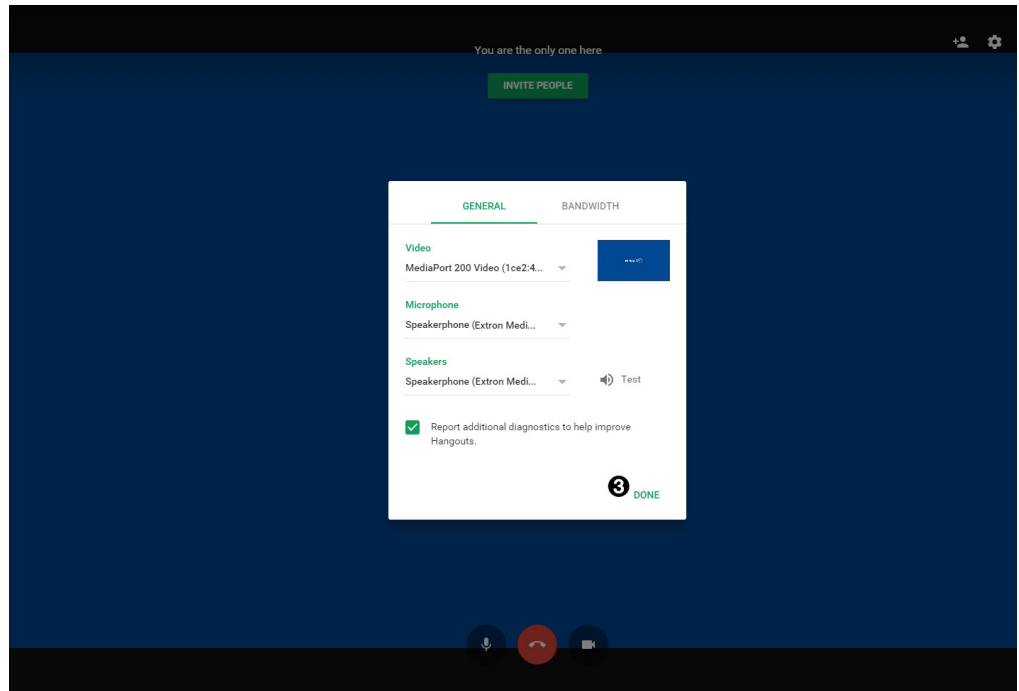 You are the only one here
INVITE PEOPLE
GENERAL BANDWIDTH
Video
MediaPort 200 Video (1ce2:4...
Microphone
Speakerphone (Extron Medi...
Speakers
Speakerphone (Extron Medi...
Test
Report additional diagnostics to help improve
Hangouts.
3 DONE